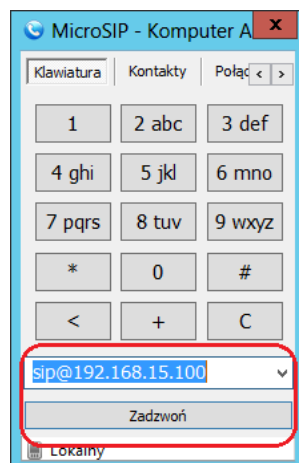 MicroSIP - Komputer A x
Klawiatura Kontakty Połąc < >
1 2 abc 3 def
4 ghi 5 jkl 6 mno
7 pqrs 8 tuv 9 wxyz
* 0 #
< + C
sip@192.168.15.100
Zadzwoń
Lokalny